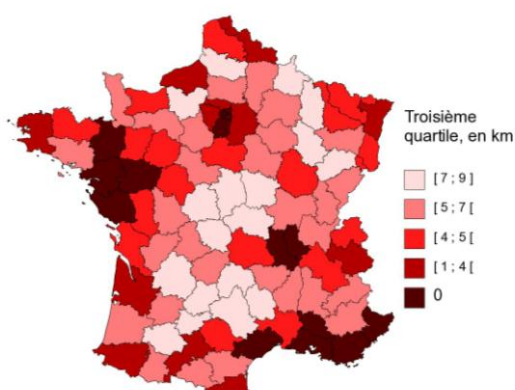 Troisième
quartile, en km
[ 7 ; 9 ]
[ 5 ; 7 [
[ 4 ; 5 [
[ 1 ; 4 [
0